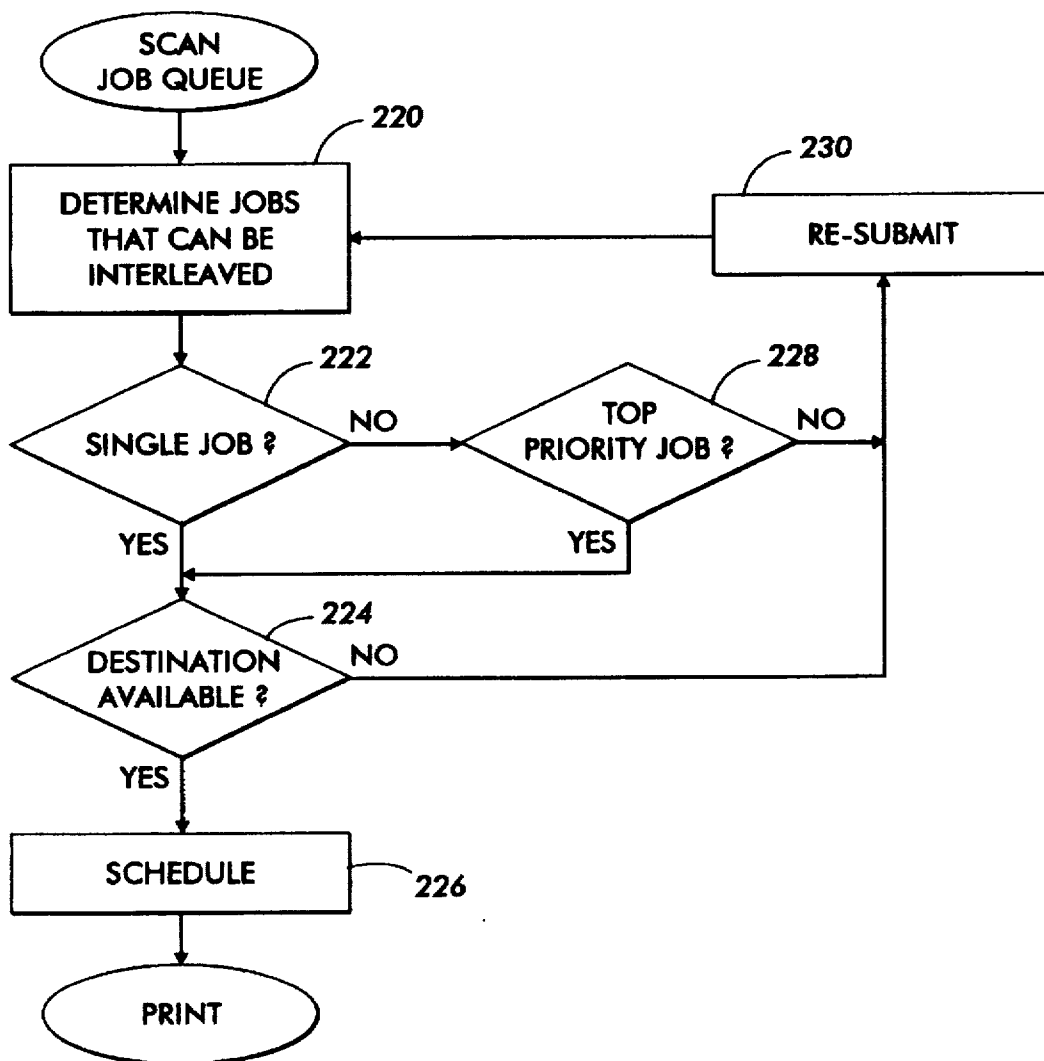 SCAN
JOB QUEUE
220
DETERMINE JOBS
THAT CAN BE
INTERLEAVED
230
RE-SUBMIT
222
SINGLE JOB ?
NO
228
TOP
PRIORITY JOB ?
NO
YES
YES
224
DESTINATION
AVAILABLE ?
NO
YES
SCHEDULE
226
PRINT